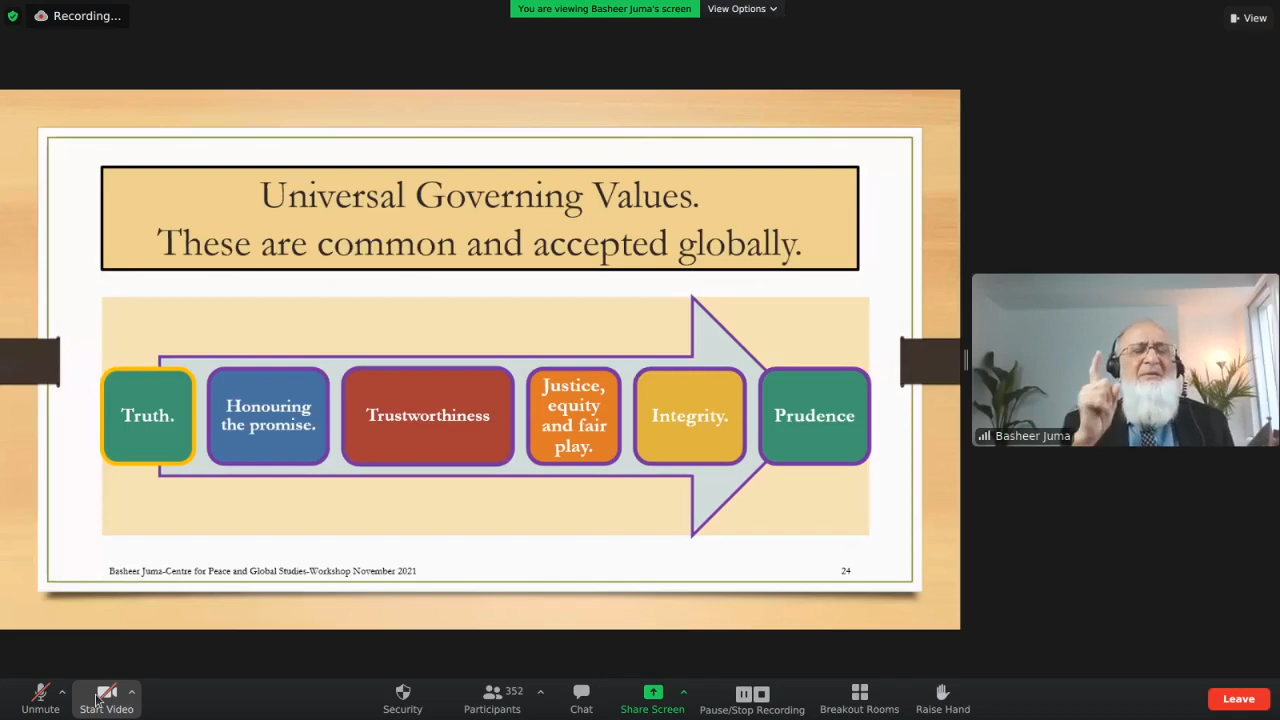 Recording...
You are viewing Basheer Juma's screen
View Options
View
Universal Governing Values.
These are common and accepted globally.
Truth.
Honouring
the promise.
Trustworthiness
Justice,
equity
and fair
play.
Integrity.
Prudence
Basheer Juma-Centre for Peace and Global Studies-Workshop November 2021
24
Basheer Juma
Unmute
Start Video
Security
352
Participants
Chat
Share Screen
Pause/Stop Recording
Breakout Rooms
Raise Hand
Leave